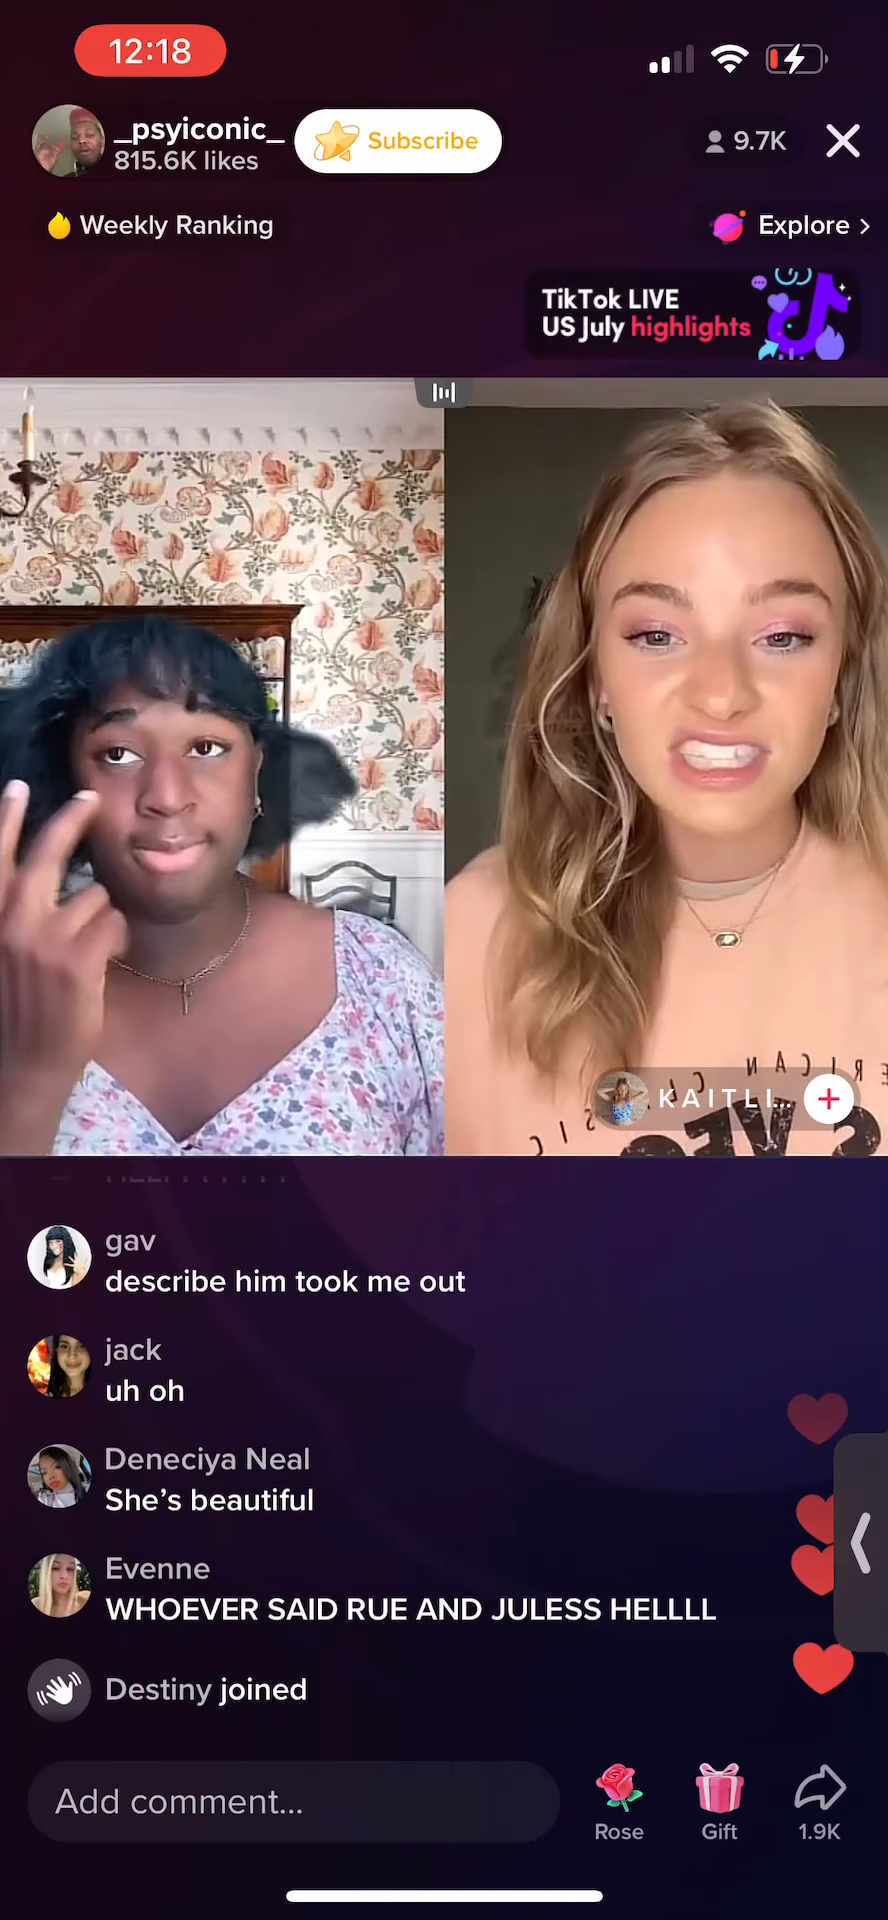 12:18
_psyiconic_
815.6K likes
Subscribe
9.7K
Weekly Ranking
Explore >
TikTok LIVE
US July highlights
KAITLI...
gav
describe him took me out
jack
uh oh
Deneciya Neal
She's beautiful
Evenne
WHOEVER SAID RUE AND JULESS HELLLL
Destiny joined
Add comment...
Rose
Gift
1.9K